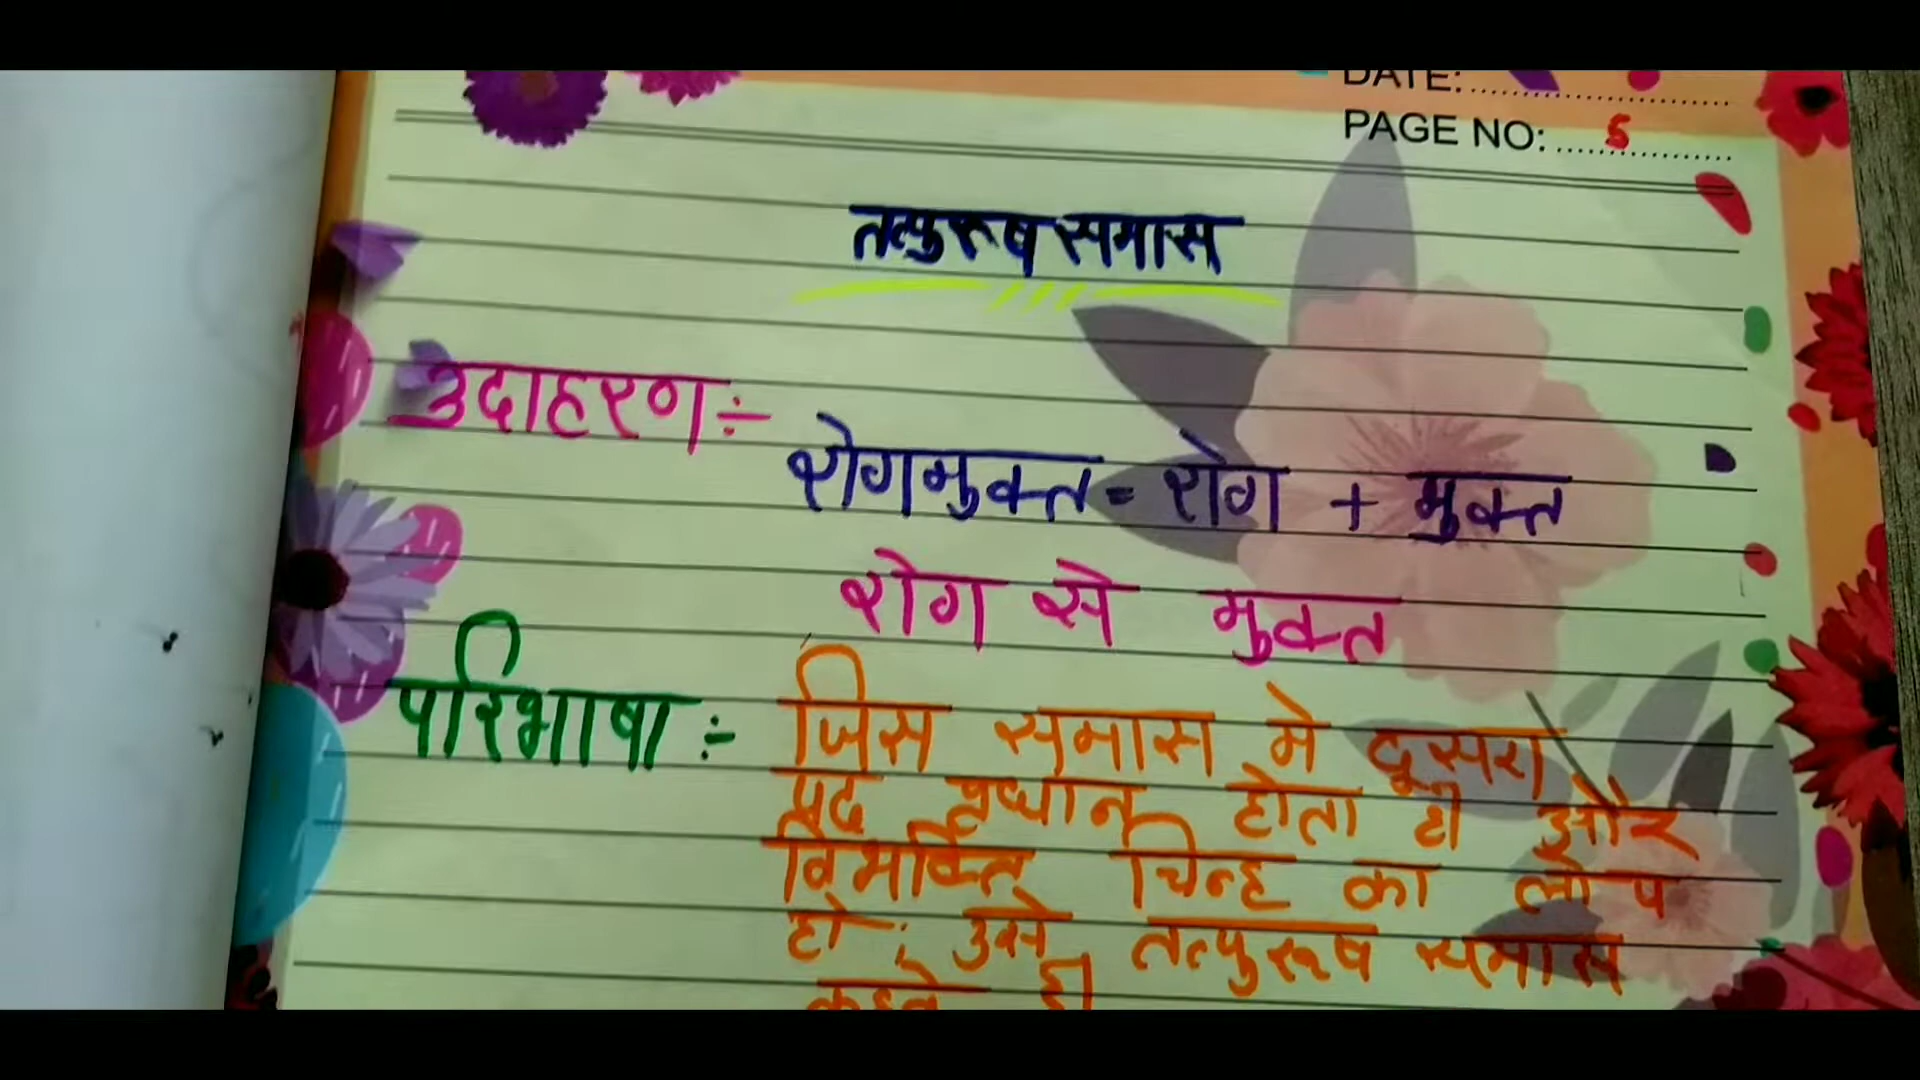 DATE:
PAGE NO: 5
तत्पुरूष समास
उदाहरण:-
रोगमुक्त = रोग + मुक्त
रोग से मुक्त
परिभाषा :- जिस समास मे दूसरा
पद प्रधान होता हो और
विभक्ति चिन्ह का लोप
हो ; उसे तत्पुरूष समास
कहते है